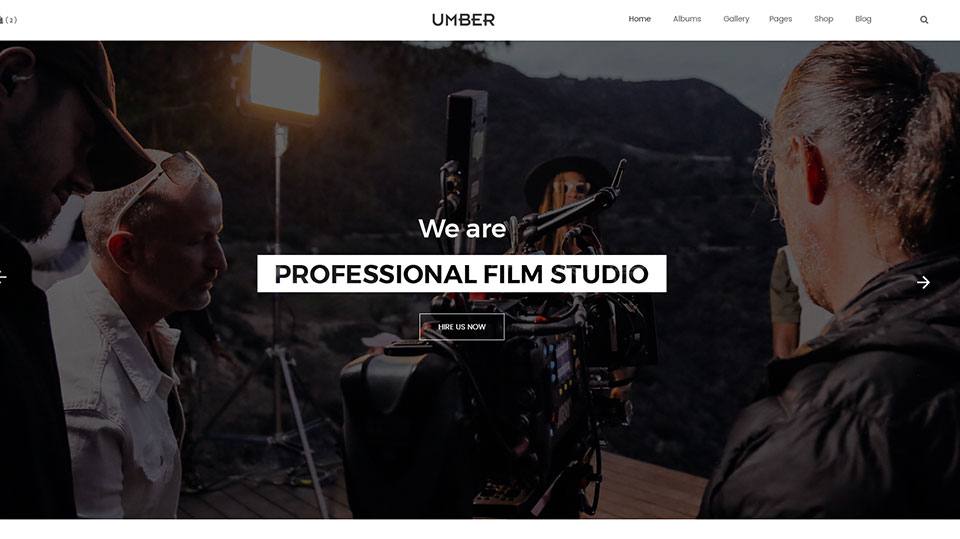 (2)
UMBER
Home Albums Gallery Pages Shop Blog
We are
PROFESSIONAL FILM STUDIO
HIRE US NOW